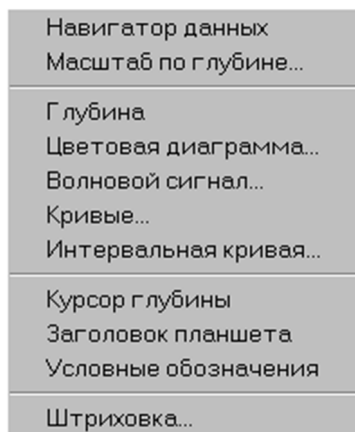 Навигатор данных
Масштаб по глубине...
Глубина
Цветовая диаграмма...
Волновой сигнал...
Кривые...
Интервальная кривая...
Курсор глубины
Заголовок планшета
Условные обозначения
Штриховка...